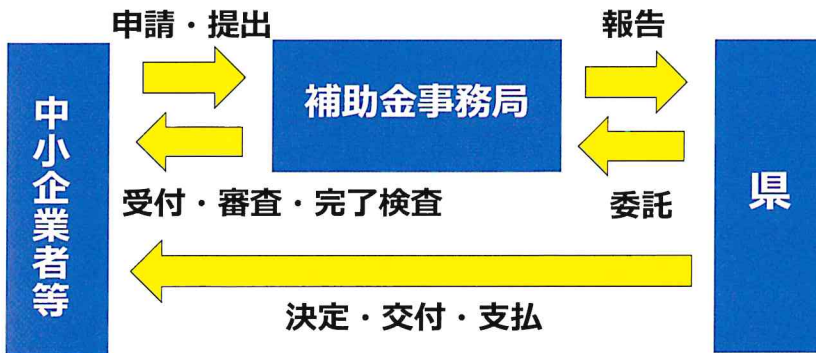 申請・提出
報告
中小企業者等
補助金事務局
県
受付・審査・完了検査
委託
決定・交付・支払